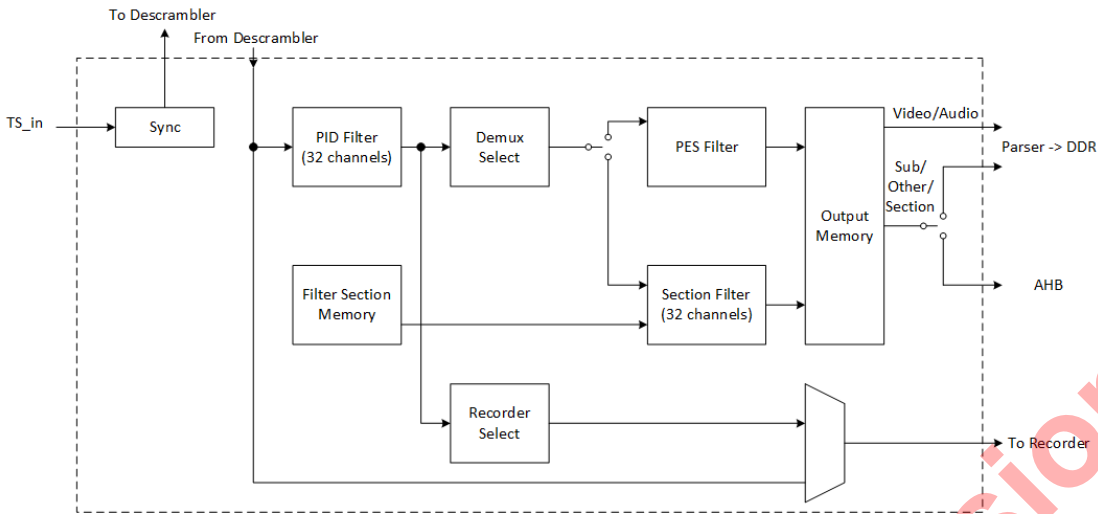 To Descrambler
From Descrambler
TS_in
Sync
PID Filter
(32 channels)
Demux
Select
PES Filter
Video/Audio
Parser -> DDR
Sub/
Other/
Section
Output
Memory
Filter Section
Memory
Section Filter
(32 channels)
AHB
Recorder
Select
To Recorder
sion